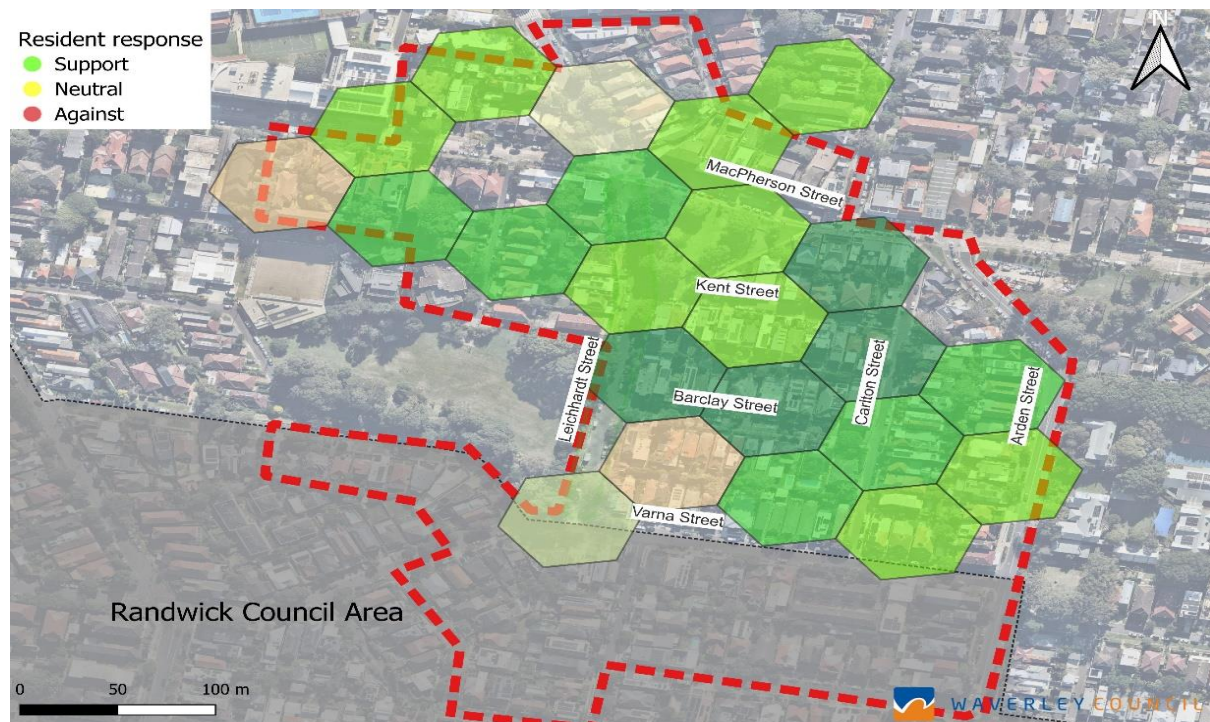 Resident response
Support
Neutral
Against
N
MacPherson Street
Kent Street
Leichhardt Street
Barclay Street
Carlton Street
Arden Street
Varna Street
Randwick Council Area
0 50 100 m
WAVERLEY COUNCIL